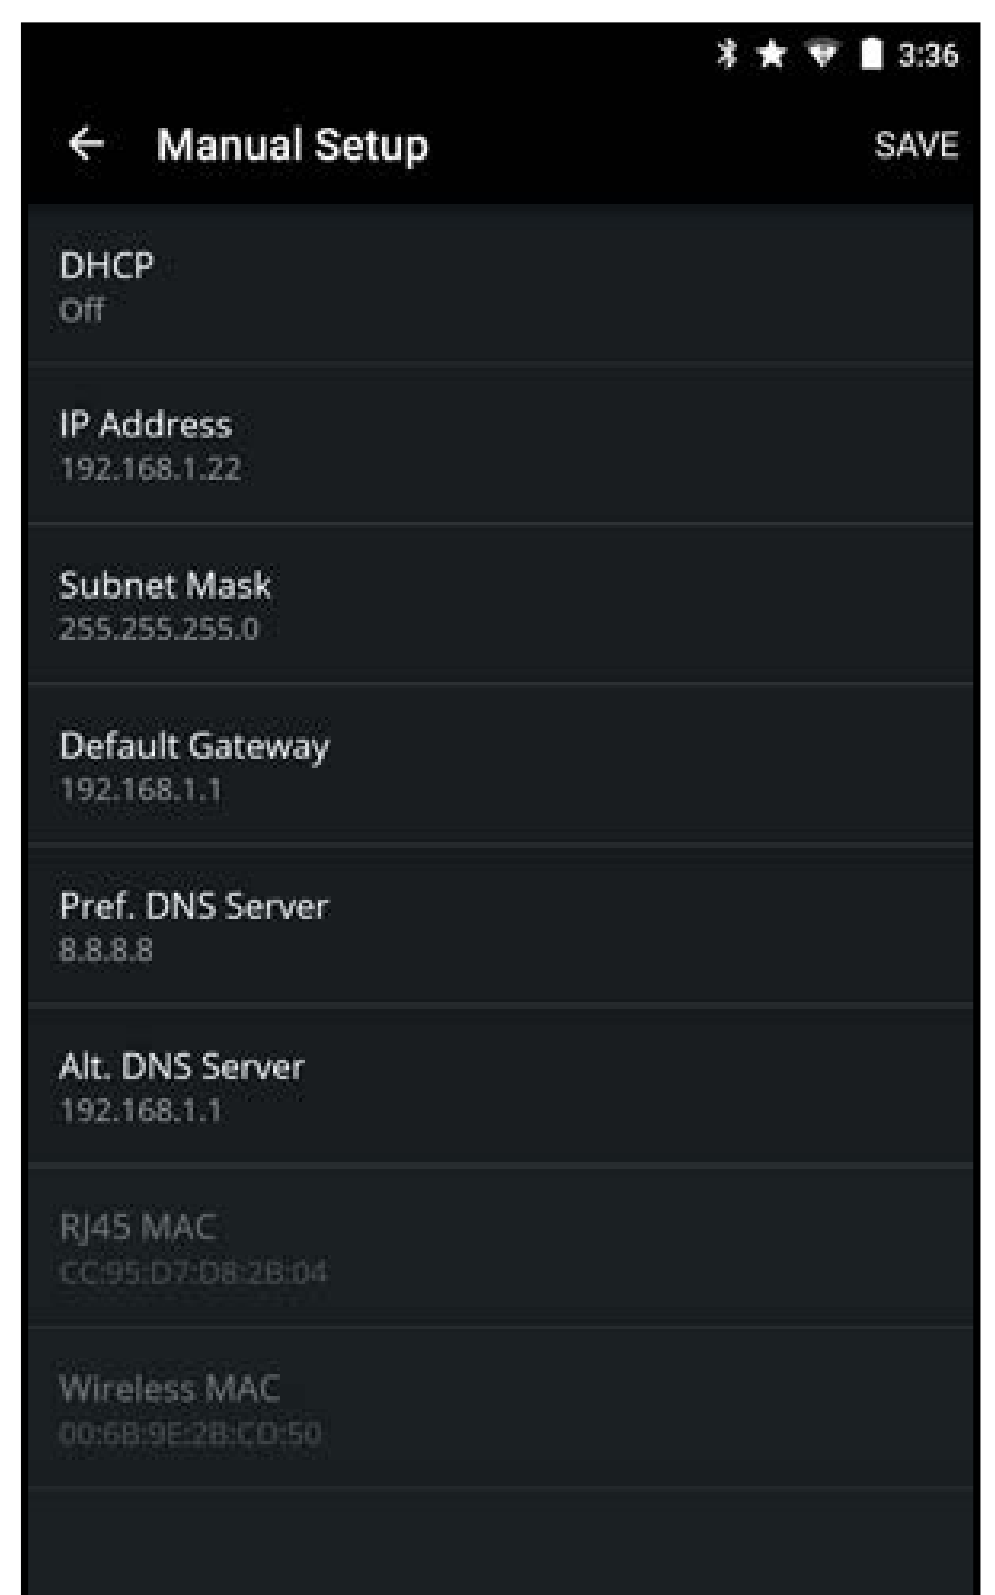 3:36
Manual Setup
SAVE
DHCP
Off
IP Address
192.168.1.22
Subnet Mask
255.255.255.0
Default Gateway
192.168.1.1
Pref. DNS Server
8.8.8.8
Alt. DNS Server
192.168.1.1
RJ45 MAC
CC:95:D7:D8:2B:04
Wireless MAC
00:6B:9E:2B:CD:50